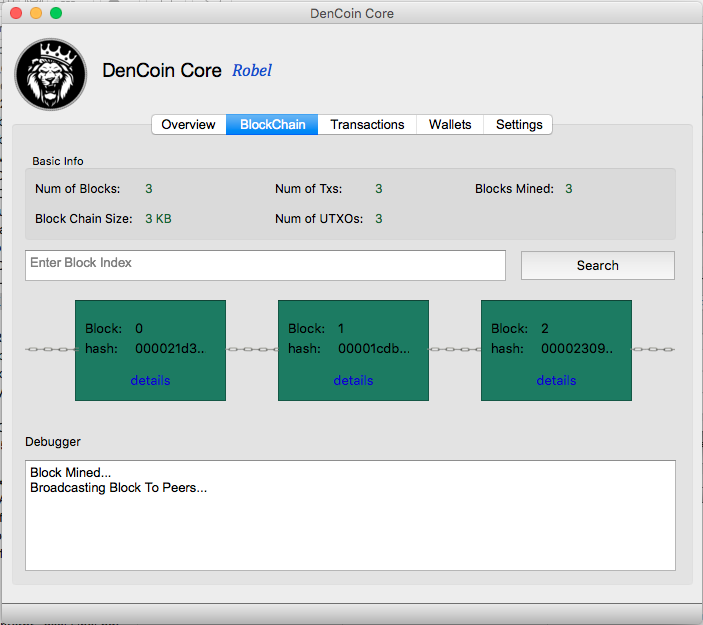 DenCoin Core
DenCoin Core Robel
Overview BlockChain Transactions Wallets Settings
Basic Info
Num of Blocks: 3 Num of Txs: 3 Blocks Mined: 3
Block Chain Size: 3 KB Num of UTXOs: 3
Enter Block Index Search
Block: 0 Block: 1 Block: 2
hash: 000021d3.. hash: 00001cdb... hash: 00002309..
details details details
Debugger
Block Mined...
Broadcasting Block To Peers...